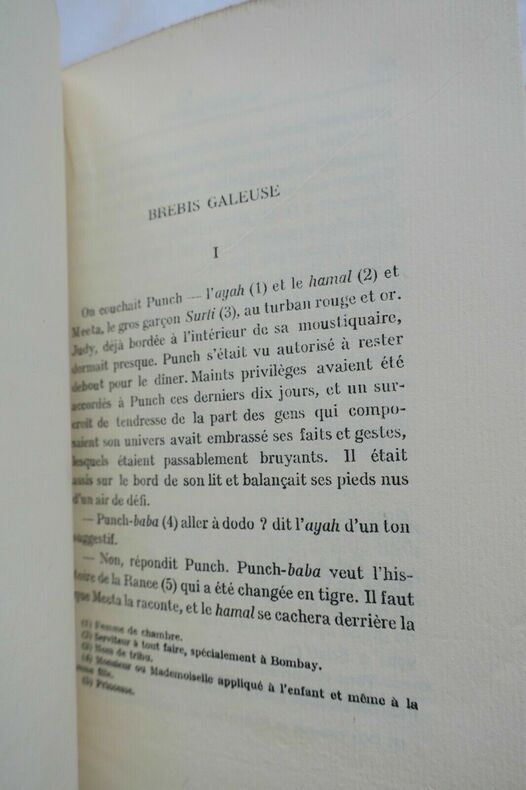 BREBIS GALEUSE
I
On couchait Punch — l'ayah (1) et le hamal (2) et
Meeta, le gros garçon Surti (3), au turban rouge et or.
Judy, déjà bordée à l'intérieur de sa moustiquaire,
dormait presque. Punch s'était vu autorisé à rester
debout pour le dîner. Maints privilèges avaient été
accordés à Punch ces derniers dix jours, et un sur-
croît de tendresse de la part des gens qui compo-
saient son univers avait embrassé ses faits et gestes,
lesquels étaient passablement bruyants. Il était
assis sur le bord de son lit et balançait ses pieds nus
d'un air de défi.
— Punch-baba (4) aller à dodo ? dit l'ayah d'un ton
suggestif.
— Non, répondit Punch. Punch-baba veut l'his-
toire de la Rance (5) qui a été changée en tigre. Il faut
que Meeta la raconte, et le hamal se cachera derrière la
(1) Femme de chambre.
(2) Serviteur à tout faire, spécialement à Bombay.
(3) Nom de tribu.
(4) Monsieur ou Mademoiselle appliqué à l'enfant et même à la
jeune fille.
(5) Princesse.